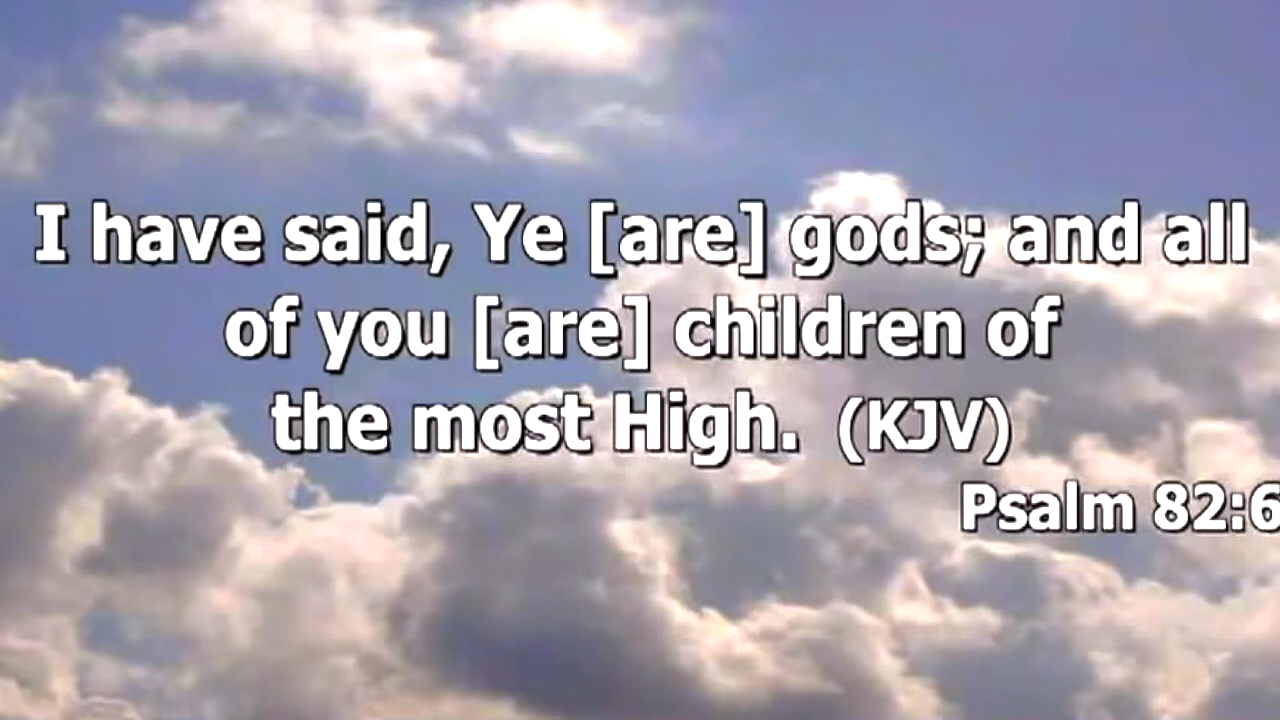 I have said, Ye [are] gods; and all
of you [are] children of
the most High. (KJV)
Psalm 82:6